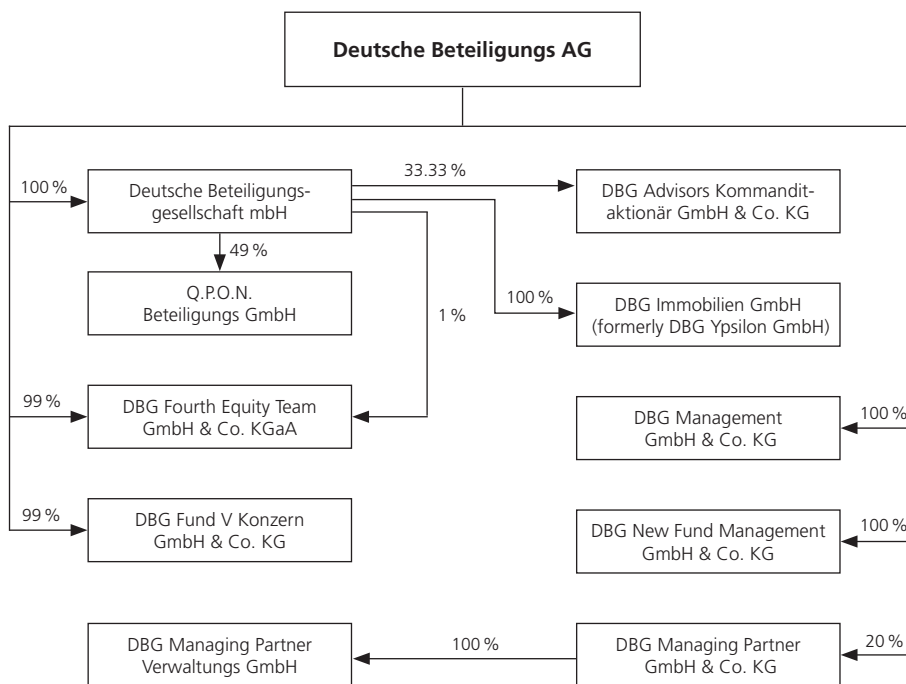 Deutsche Beteiligungs AG
100 %
Deutsche Beteiligungs-
gesellschaft mbH
33.33 %
DBG Advisors Kommandit-
aktionär GmbH & Co. KG
49 %
Q.P.O.N.
Beteiligungs GmbH
1 %
100 %
DBG Immobilien GmbH
(formerly DBG Ypsilon GmbH)
99 %
DBG Fourth Equity Team
GmbH & Co. KGaA
DBG Management
GmbH & Co. KG
100 %
99 %
DBG Fund V Konzern
GmbH & Co. KG
DBG New Fund Management
GmbH & Co. KG
100 %
DBG Managing Partner
Verwaltungs GmbH
100 %
DBG Managing Partner
GmbH & Co. KG
20 %